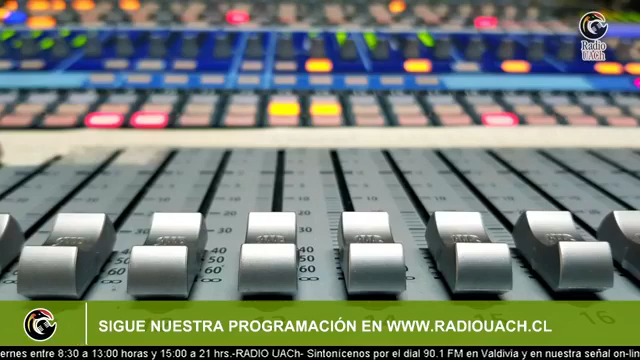 Radio
UACh
SIGUE NUESTRA PROGRAMACIÓN EN WWW.RADIOUACH.CL
ernes entre 8:30 a 13:00 horas y 15:00 a 21 hrs.-RADIO UACh- Sintonícenos por el dial 90.1 FM en Valdivia y en nuestra señal on-lin